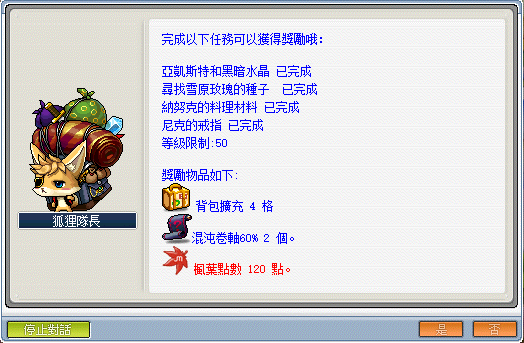 完成以下任務可以獲得獎勵哦:
亞凱斯特和黑暗水晶 已完成
尋找雪原玫瑰的種子 已完成
納努克的料理材料 已完成
尼克的戒指 已完成
等級限制:50
獎勵物品如下:
背包擴充 4 格
混沌卷軸60% 2 個。
楓葉點數 120 點。
狐狸隊長
停止對話
是
否